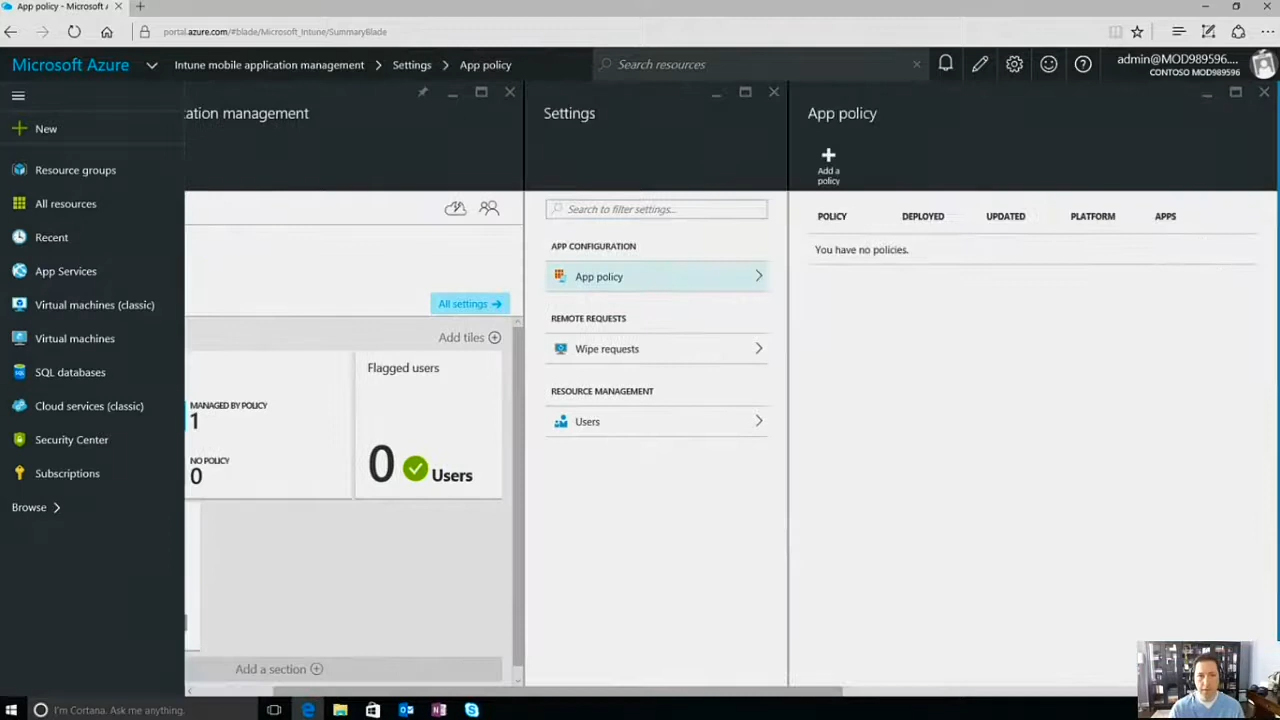 App policy - Microsoft A
portal.azure.com/#blade/Microsoft_Intune/SummaryBlade
Microsoft Azure
Intune mobile application management > Settings > App policy
Search resources
admin@MOD989596....
CONTOSO MOD989596
New
Resource groups
All resources
Recent
App Services
Virtual machines (classic)
Virtual machines
SQL databases
Cloud services (classic)
Security Center
Subscriptions
Browse >
ation management
All settings →
Add tiles
MANAGED BY POLICY
1
NO POLICY
0
Flagged users
0 Users
Add a section
Settings
Search to filter settings...
APP CONFIGURATION
App policy
REMOTE REQUESTS
Wipe requests
RESOURCE MANAGEMENT
Users
App policy
Add a
policy
POLICY DEPLOYED UPDATED PLATFORM APPS
You have no policies.
I'm Cortana. Ask me anything.